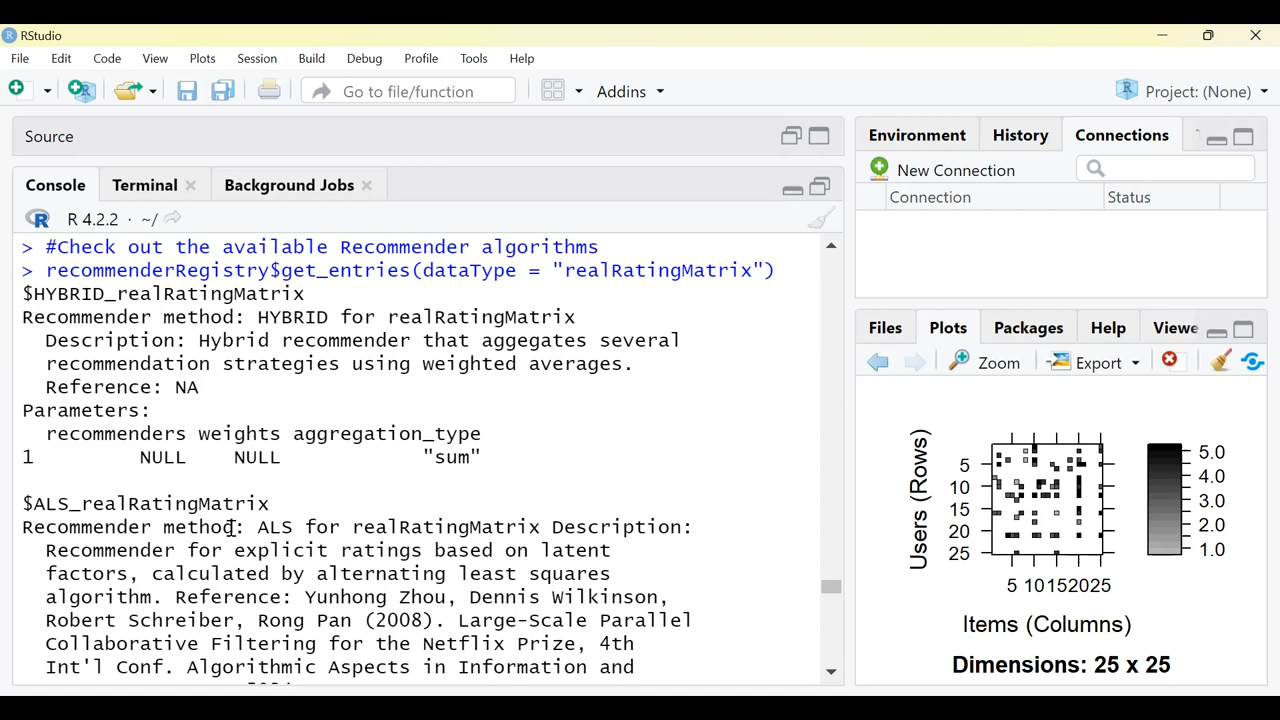 RStudio
File Edit Code View Plots Session Build Debug Profile Tools Help
Go to file/function Addins Project: (None)
Source
Console Terminal Background Jobs
R 4.2.2 · ~/
> #Check out the available Recommender algorithms
> recommenderRegistry$get_entries(dataType = "realRatingMatrix")
$HYBRID_realRatingMatrix
Recommender method: HYBRID for realRatingMatrix
Description: Hybrid recommender that aggegates several
recommendation strategies using weighted averages.
Reference: NA
Parameters:
recommenders weights aggregation_type
1 NULL NULL "sum"
$ALS_realRatingMatrix
Recommender method: ALS for realRatingMatrix Description:
Recommender for explicit ratings based on latent
factors, calculated by alternating least squares
algorithm. Reference: Yunhong Zhou, Dennis Wilkinson,
Robert Schreiber, Rong Pan (2008). Large-Scale Parallel
Collaborative Filtering for the Netflix Prize, 4th
Int'l Conf. Algorithmic Aspects in Information and
Environment History Connections
New Connection
Connection Status
Files Plots Packages Help Viewe
Zoom Export
Users (Rows)
5
10
15
20
25
5 10 15 20 25
5.0
4.0
3.0
2.0
1.0
Items (Columns)
Dimensions: 25 x 25